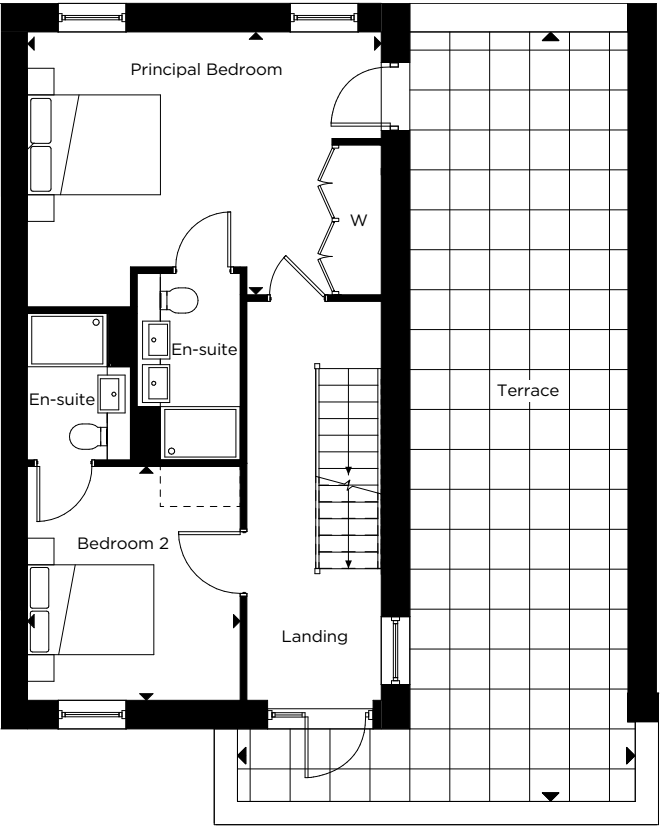 Principal Bedroom
W
En-suite
En-suite
Terrace
Bedroom 2
Landing